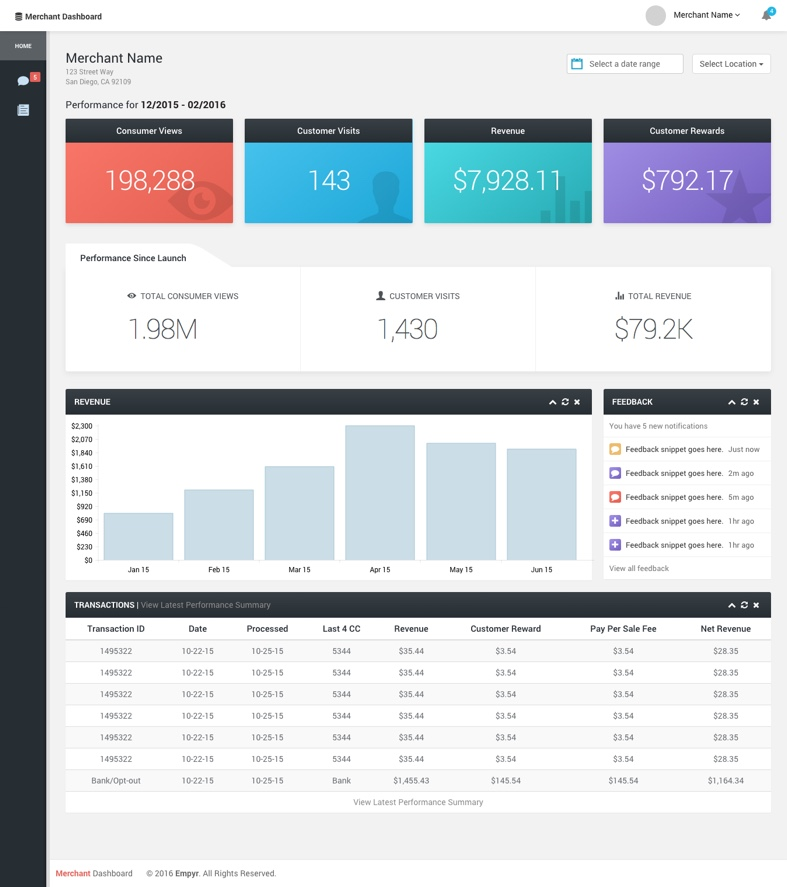 Merchant Dashboard
Merchant Name
4
HOME
5
Merchant Name
123 Street Way
San Diego, CA 92109
Select a date range
Select Location
Performance for 12/2015 - 02/2016
Consumer Views
198,288
Customer Visits
143
Revenue
$7,928.11
Customer Rewards
$792.17
Performance Since Launch
TOTAL CONSUMER VIEWS
1.98M
CUSTOMER VISITS
1,430
TOTAL REVENUE
$79.2K
REVENUE
$2,300
$2,070
$1,840
$1,610
$1,380
$1,150
$920
$690
$460
$230
$0
Jan 15 Feb 15 Mar 15 Apr 15 May 15 Jun 15
FEEDBACK
You have 5 new notifications
Feedback snippet goes here. Just now
Feedback snippet goes here. 2m ago
Feedback snippet goes here. 5m ago
Feedback snippet goes here. 1hr ago
Feedback snippet goes here. 1hr ago
View all feedback
TRANSACTIONS | View Latest Performance Summary
Transaction ID Date Processed Last 4 CC Revenue Customer Reward Pay Per Sale Fee Net Revenue
1495322 10-22-15 10-25-15 5344 $35.44 $3.54 $3.54 $28.35
1495322 10-22-15 10-25-15 5344 $35.44 $3.54 $3.54 $28.35
1495322 10-22-15 10-25-15 5344 $35.44 $3.54 $3.54 $28.35
1495322 10-22-15 10-25-15 5344 $35.44 $3.54 $3.54 $28.35
1495322 10-22-15 10-25-15 5344 $35.44 $3.54 $3.54 $28.35
1495322 10-22-15 10-25-15 5344 $35.44 $3.54 $3.54 $28.35
Bank/Opt-out 10-22-15 10-25-15 Bank $1,455.43 $145.54 $145.54 $1,164.34
View Latest Performance Summary
Merchant Dashboard © 2016 Empyr. All Rights Reserved.